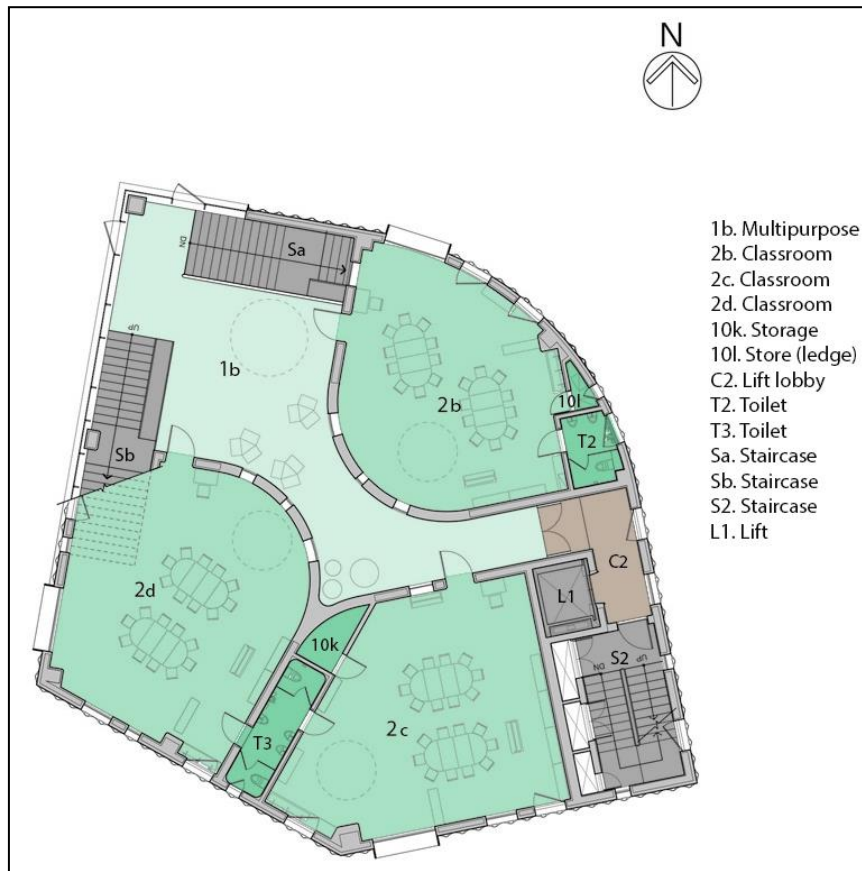 N
1b. Multipurpose
2b. Classroom
2c. Classroom
2d. Classroom
10k. Storage
10l. Store (ledge)
C2. Lift lobby
T2. Toilet
T3. Toilet
Sa. Staircase
Sb. Staircase
S2. Staircase
L1. Lift
DN
Sa
UP
1b
2b
10l
T2
Sb
C2
2d
L1
10k
S2
DN
UP
2c
T3